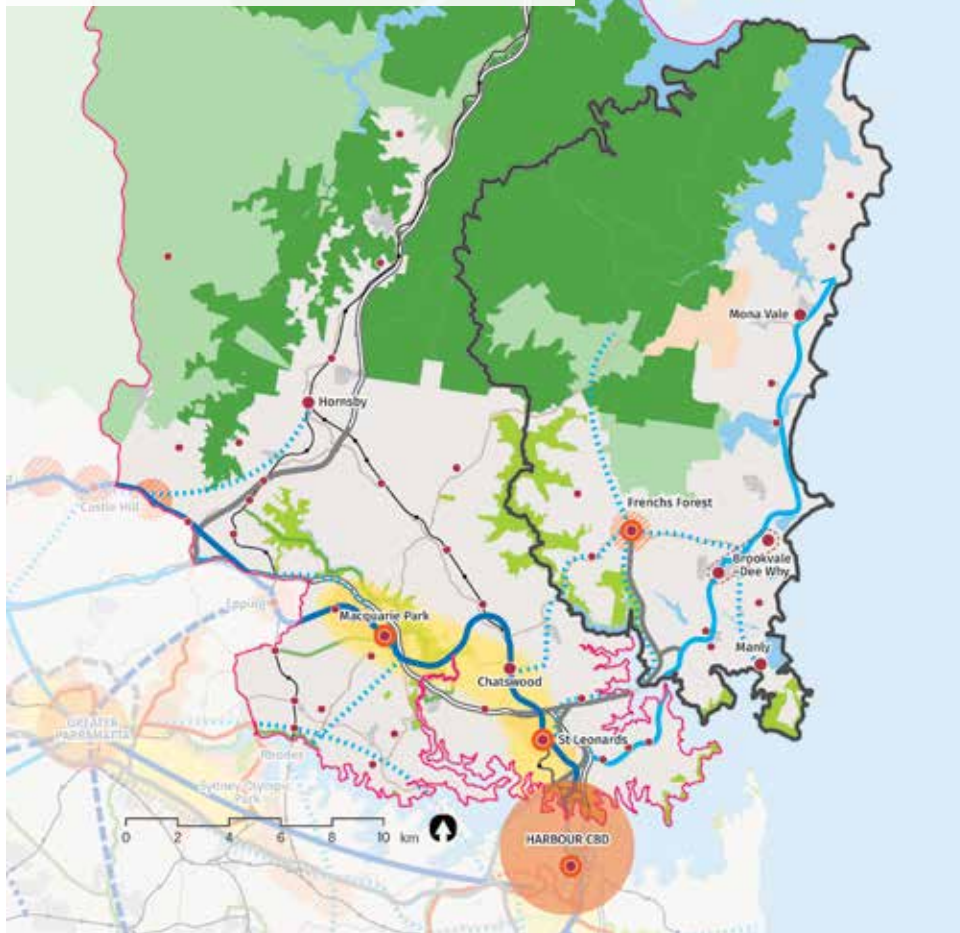 Mona Vale
Hornsby
Castle Hill
Frenchs Forest
Brookvale
-Dee Why
Epping
Macquarie Park
Manly
Chatswood
GREATER
PARRAMATTA
St Leonards
Rhodes
Sydney Olympic
Park
0 2 4 6 8 10 km
HARBOUR CBD